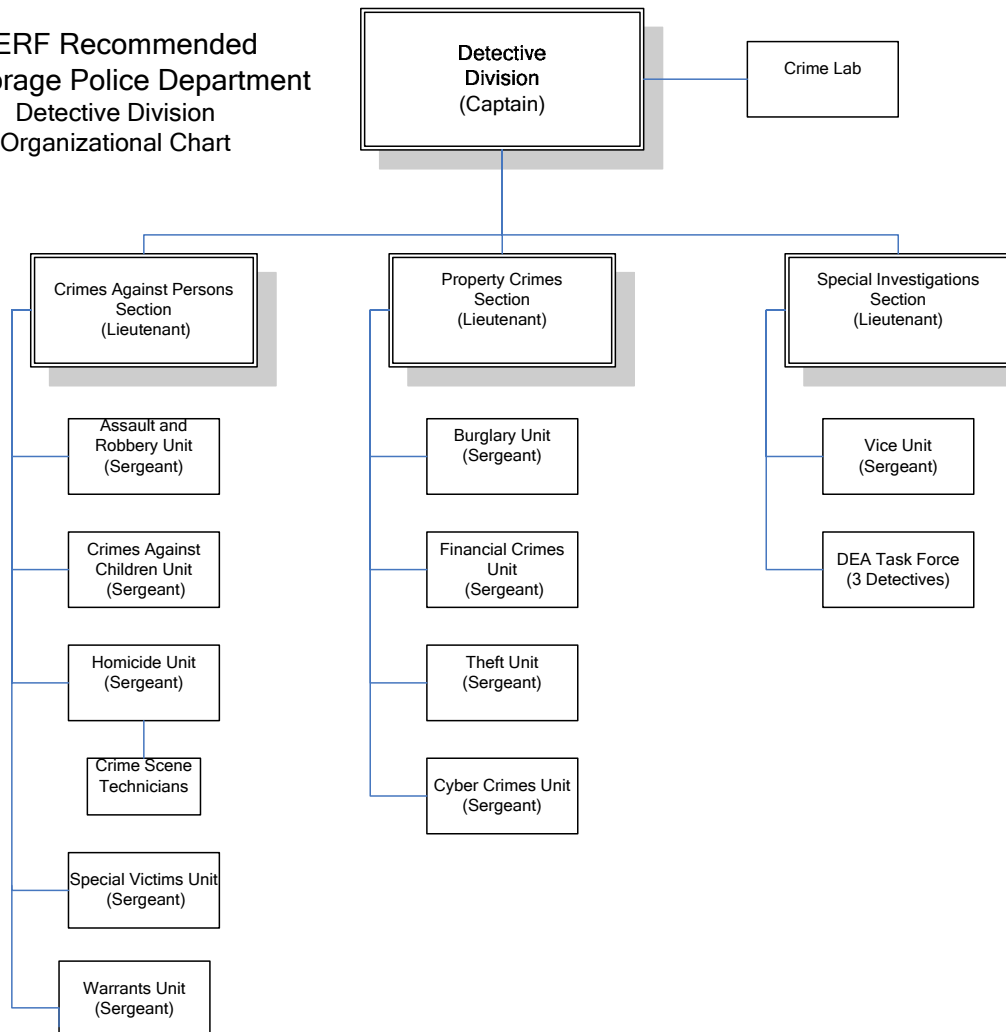 ERF Recommended
orage Police Department
Detective Division
Organizational Chart
Detective
Division
(Captain)
Crime Lab
Crimes Against Persons
Section
(Lieutenant)
Property Crimes
Section
(Lieutenant)
Special Investigations
Section
(Lieutenant)
Assault and
Robbery Unit
(Sergeant)
Burglary Unit
(Sergeant)
Vice Unit
(Sergeant)
Crimes Against
Children Unit
(Sergeant)
Financial Crimes
Unit
(Sergeant)
DEA Task Force
(3 Detectives)
Homicide Unit
(Sergeant)
Theft Unit
(Sergeant)
Crime Scene
Technicians
Cyber Crimes Unit
(Sergeant)
Special Victims Unit
(Sergeant)
Warrants Unit
(Sergeant)